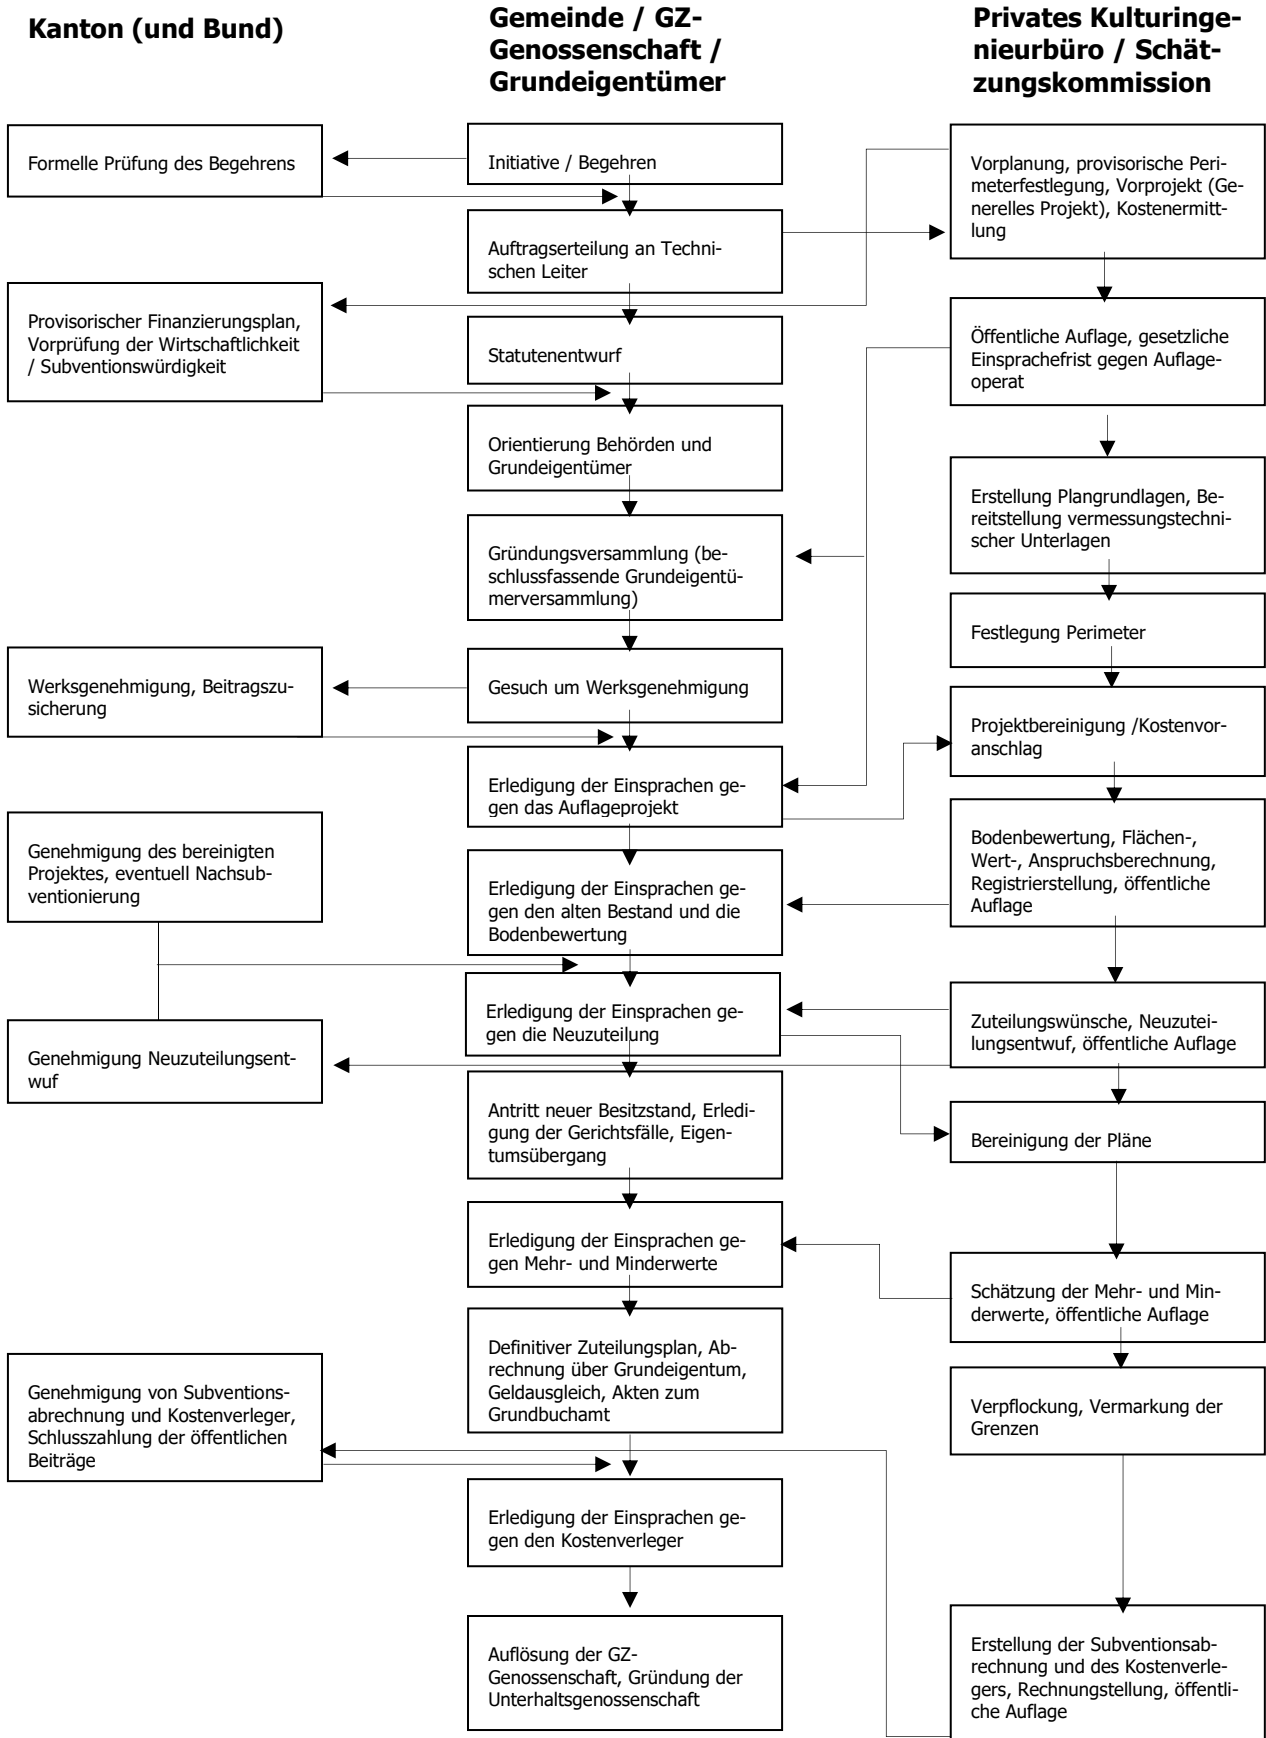 Kanton (und Bund)
Gemeinde / GZ-
Genossenschaft /
Grundeigentümer
Privates Kulturinge-
nieurbüro / Schät-
zungskommission
Formelle Prüfung des Begehrens
Initiative / Begehren
Vorplanung, provisorische Peri-
meterfestlegung, Vorprojekt (Ge-
nerelles Projekt), Kostenermitt-
lung
Auftragserteilung an Techni-
schen Leiter
Provisorischer Finanzierungsplan,
Vorprüfung der Wirtschaftlichkeit
/ Subventionswürdigkeit
Statutenentwurf
Öffentliche Auflage, gesetzliche
Einsprachefrist gegen Auflage-
operat
Orientierung Behörden und
Grundeigentümer
Erstellung Plangrundlagen, Be-
reitstellung vermessungstechni-
scher Unterlagen
Gründungsversammlung (be-
schlussfassende Grundeigentü-
merversammlung)
Festlegung Perimeter
Werksgenehmigung, Beitragszu-
sicherung
Gesuch um Werksgenehmigung
Projektbereinigung /Kostenvor-
anschlag
Erledigung der Einsprachen ge-
gen das Auflageprojekt
Genehmigung des bereinigten
Projektes, eventuell Nachsub-
ventionierung
Erledigung der Einsprachen ge-
gen den alten Bestand und die
Bodenbewertung
Bodenbewertung, Flächen-,
Wert-, Anspruchsberechnung,
Registrierstellung, öffentliche
Auflage
Erledigung der Einsprachen ge-
gen die Neuzuteilung
Zuteilungswünsche, Neuzutei-
lungsentwuf, öffentliche Auflage
Genehmigung Neuzuteilungsent-
wuf
Antritt neuer Besitzstand, Erledi-
gung der Gerichtsfälle, Eigen-
tumsübergang
Bereinigung der Pläne
Erledigung der Einsprachen ge-
gen Mehr- und Minderwerte
Schätzung der Mehr- und Min-
derwerte, öffentliche Auflage
Definitiver Zuteilungsplan, Ab-
rechnung über Grundeigentum,
Geldausgleich, Akten zum
Grundbuchamt
Genehmigung von Subventions-
abrechnung und Kostenverleger,
Schlusszahlung der öffentlichen
Beiträge
Verpflockung, Vermarkung der
Grenzen
Erledigung der Einsprachen ge-
gen den Kostenverleger
Auflösung der GZ-
Genossenschaft, Gründung der
Unterhaltsgenossenschaft
Erstellung der Subventionsab-
rechnung und des Kostenverle-
gers, Rechnungstellung, öffentli-
che Auflage